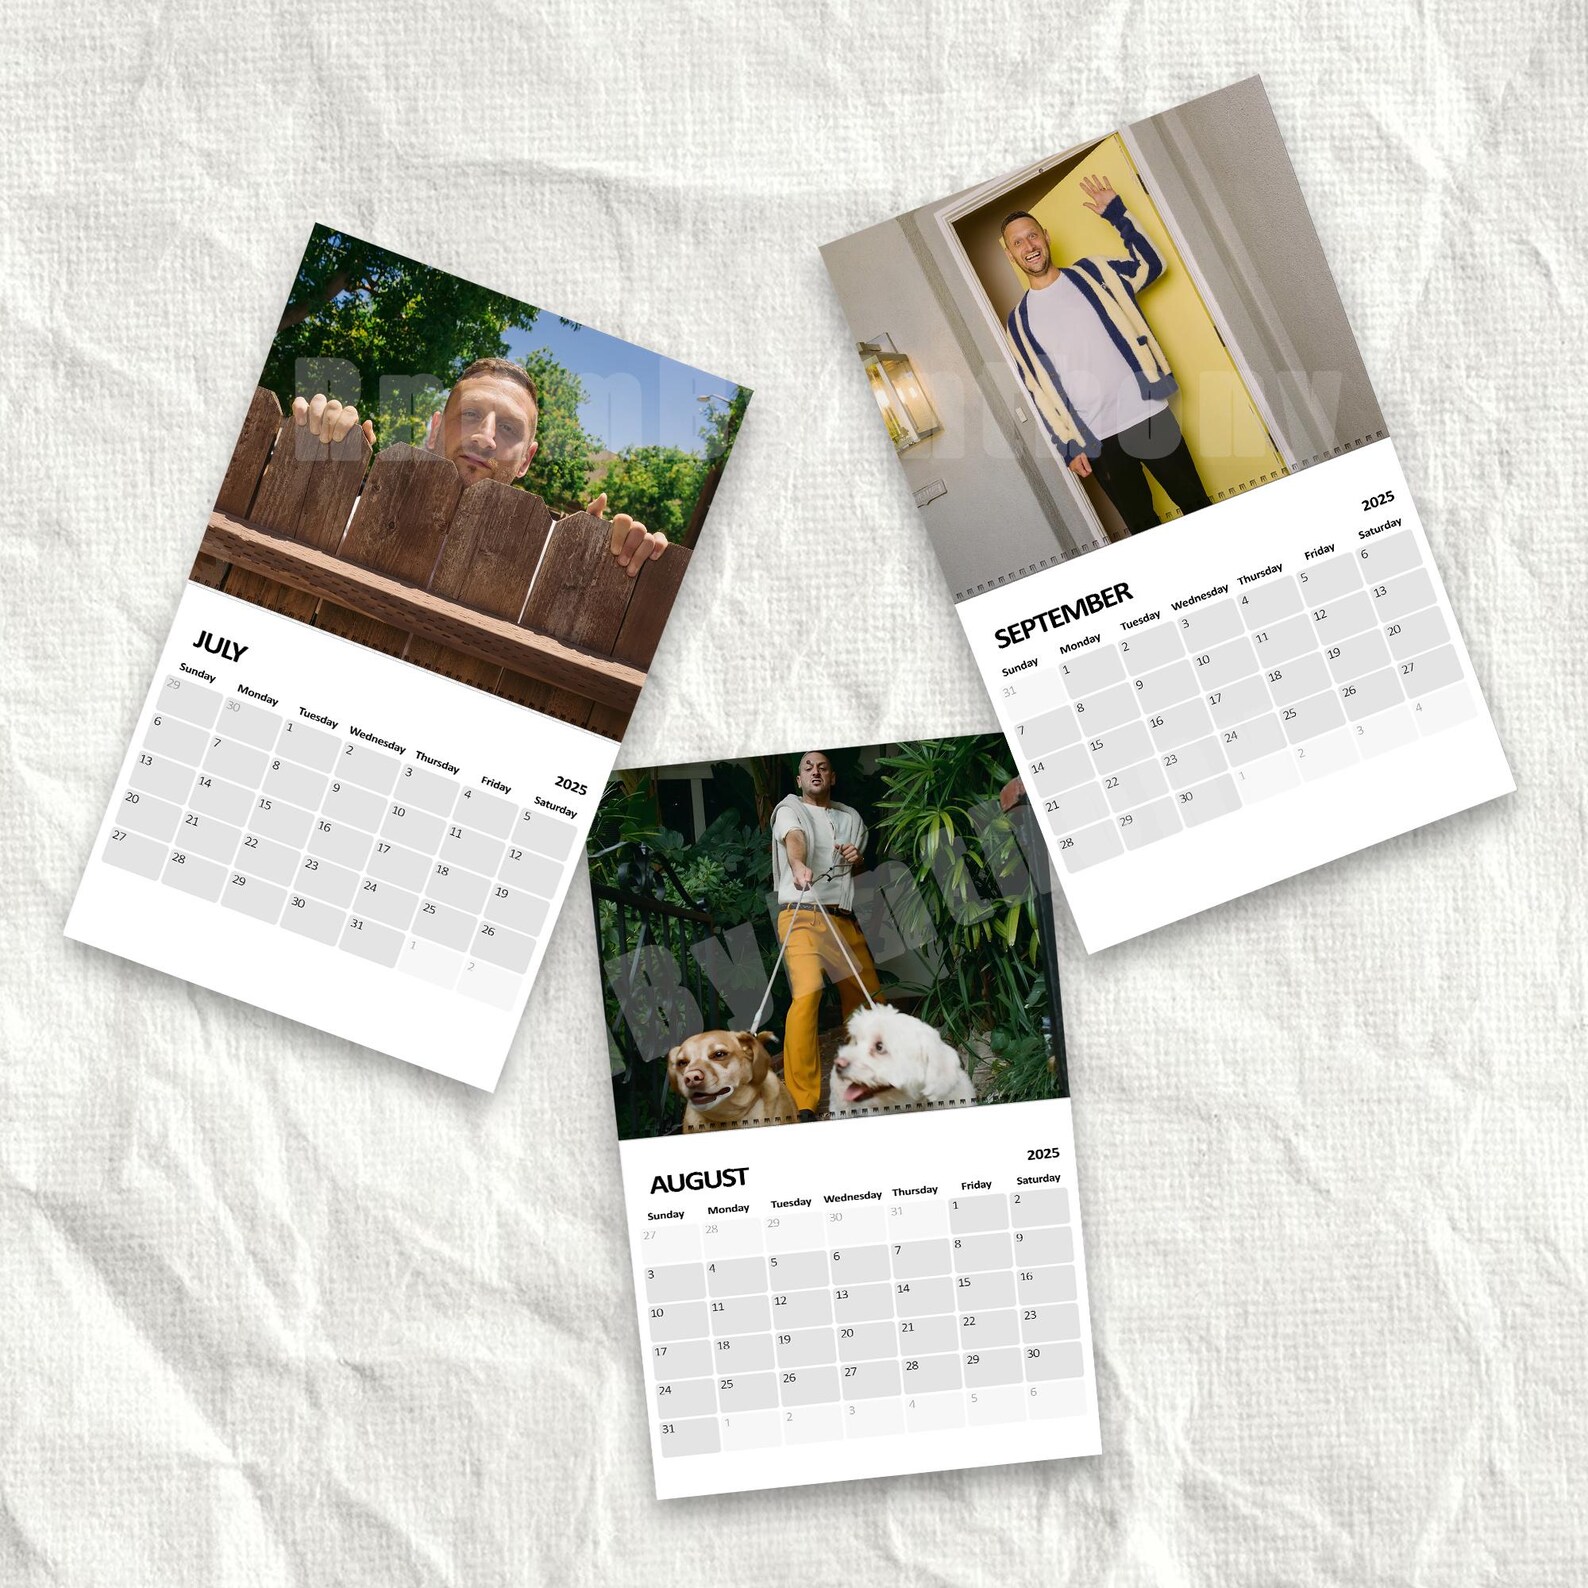 JULY
2025
Sunday Monday Tuesday Wednesday Thursday Friday Saturday
29 30 1 2 3 4 5
6 7 8 9 10 11 12
13 14 15 16 17 18 19
20 21 22 23 24 25 26
27 28 29 30 31 1 2
SEPTEMBER
2025
Sunday Monday Tuesday Wednesday Thursday Friday Saturday
31 1 2 3 4 5 6
7 8 9 10 11 12 13
14 15 16 17 18 19 20
21 22 23 24 25 26 27
28 29 30 1 2 3 4
AUGUST
2025
Sunday Monday Tuesday Wednesday Thursday Friday Saturday
27 28 29 30 31 1 2
3 4 5 6 7 8 9
10 11 12 13 14 15 16
17 18 19 20 21 22 23
24 25 26 27 28 29 30
31 1 2 3 4 5 6